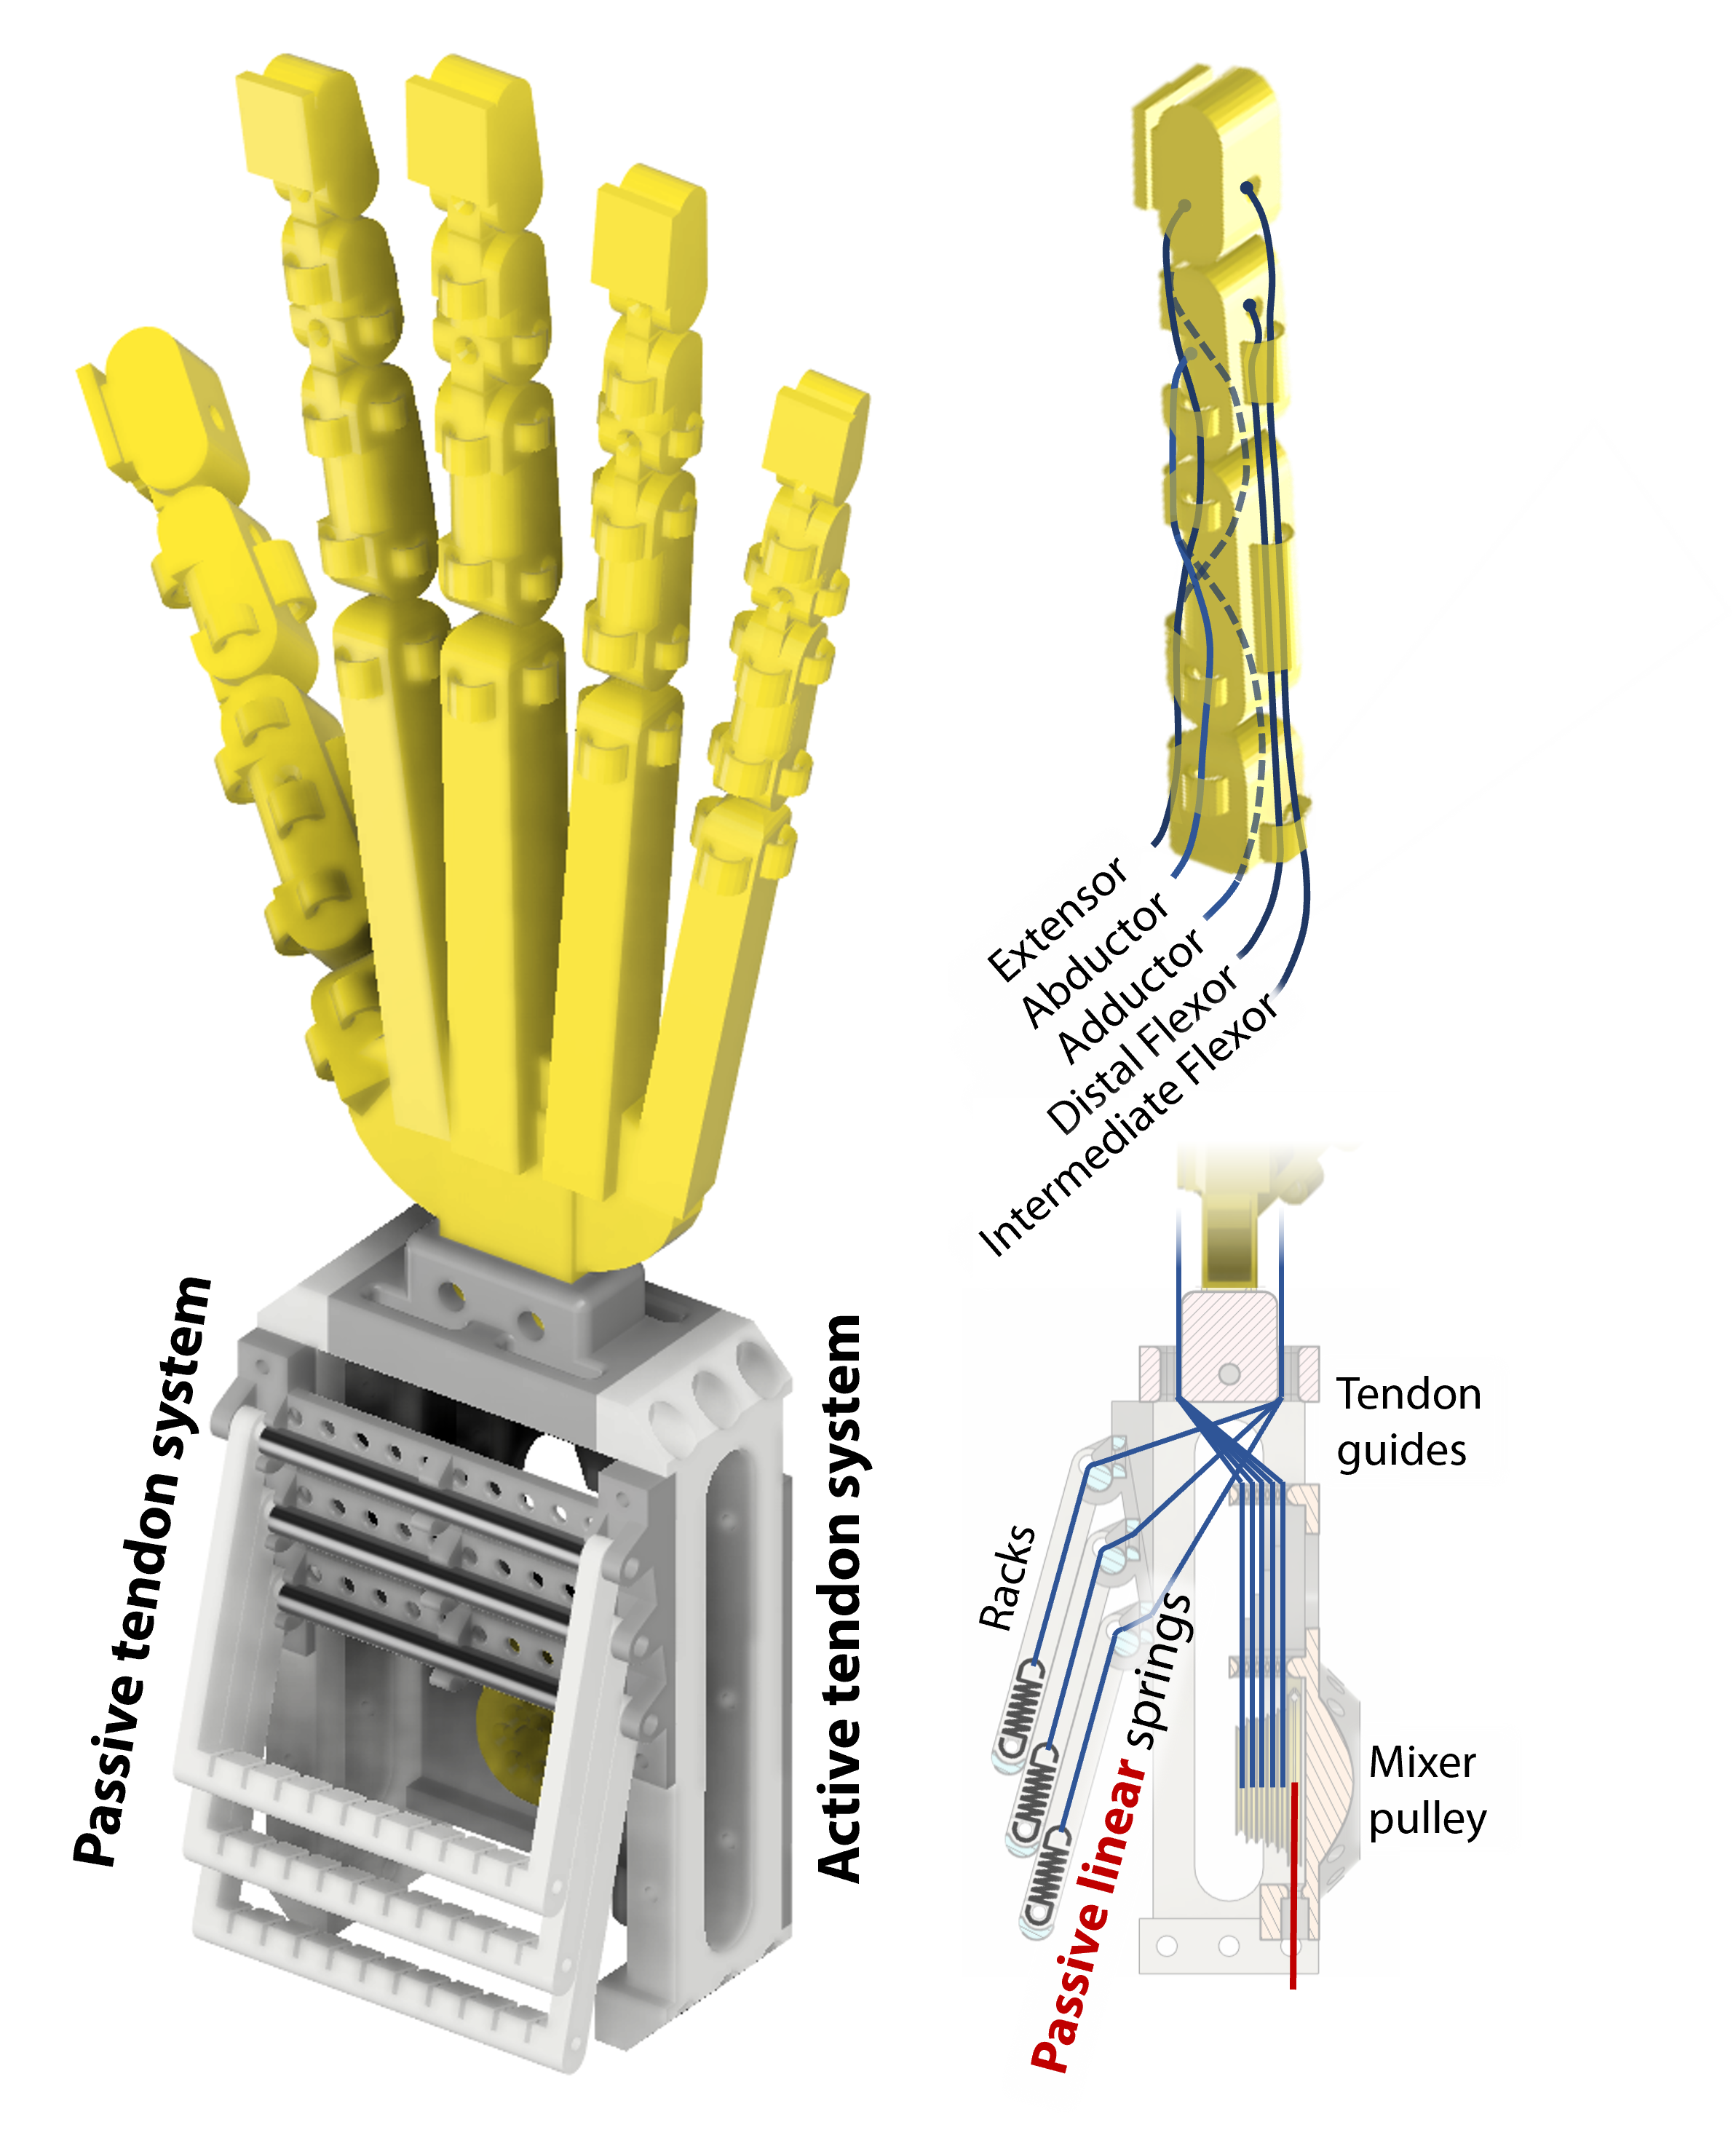 Extensor
Abductor
Adductor
Distal Flexor
Intermediate Flexor
Passive tendon system
Active tendon system
Tendon
guides
Racks
Passive linear springs
Mixer
pulley